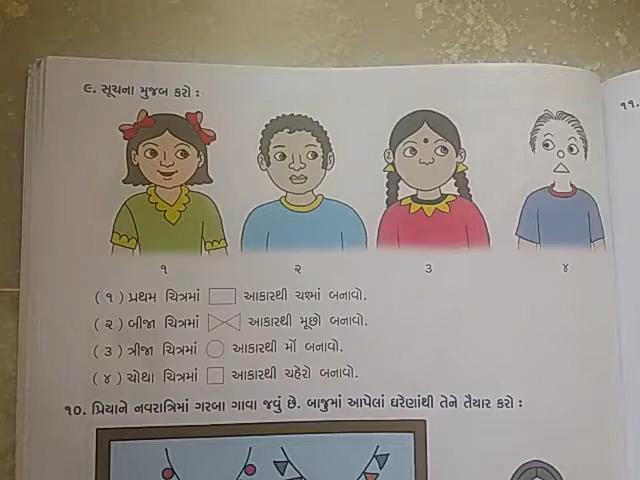 ૯. સૂચના મુજબ કરો :
૧ ૨ ૩ ૪
( ૧ ) પ્રથમ ચિત્રમાં આકારથી ચશ્માં બનાવો.
( ૨ ) બીજા ચિત્રમાં આકારથી મૂછો બનાવો.
( ૩ ) ત્રીજા ચિત્રમાં આકારથી મોં બનાવો.
( ૪ ) ચોથા ચિત્રમાં આકારથી ચહેરો બનાવો.
૧૦. પ્રિયાને નવરાત્રિમાં ગરબા ગાવા જવું છે. બાજુમાં આપેલાં ઘરેણાંથી તેને તૈયાર કરો :
૧૧.